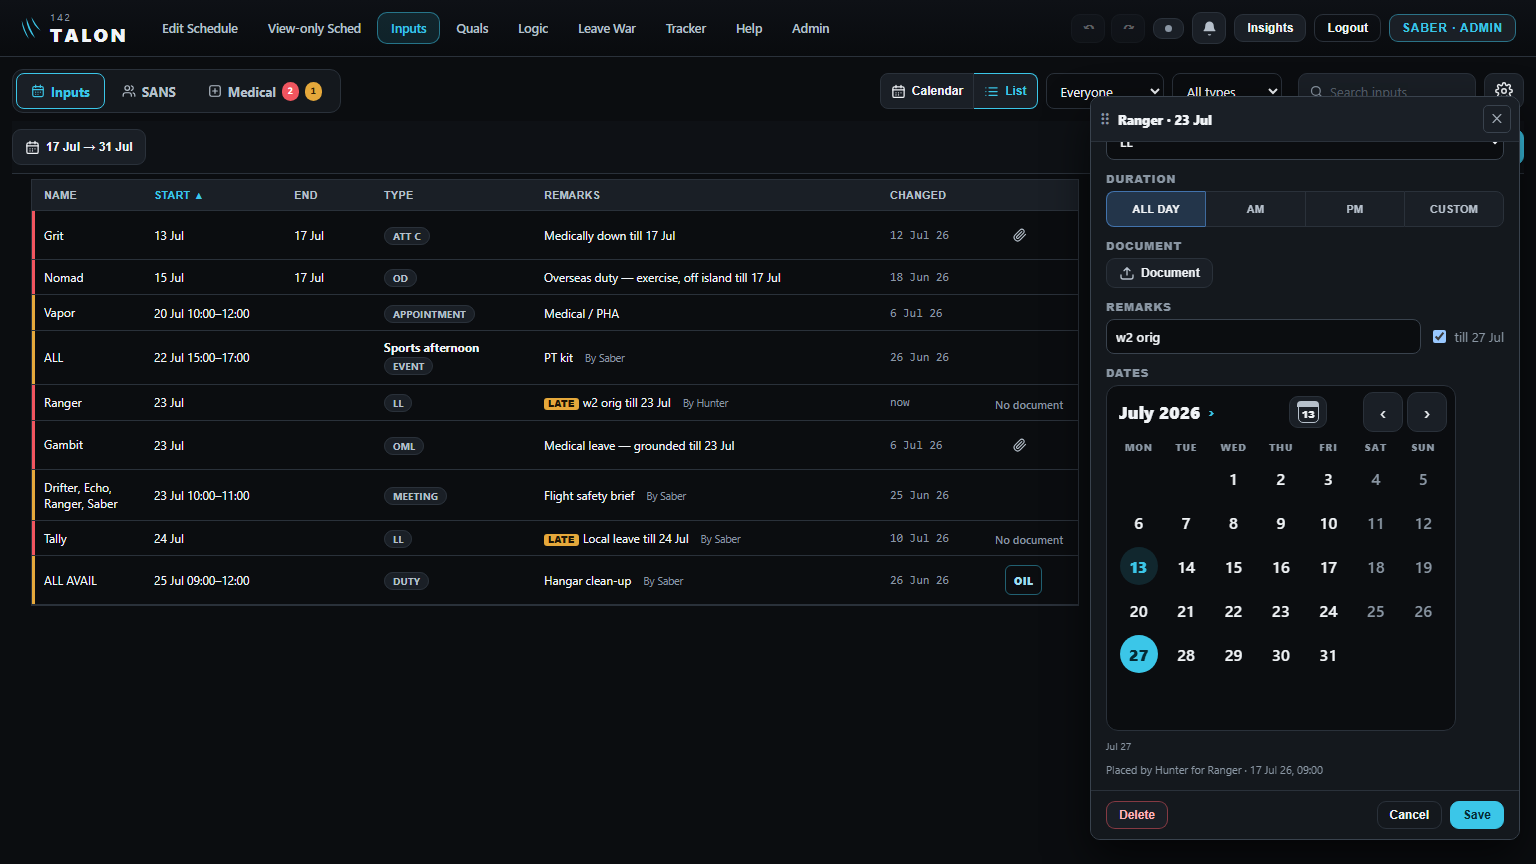 142
TALON
Edit Schedule
View-only Sched
Inputs
Quals
Logic
Leave War
Tracker
Help
Admin
Insights
Logout
SABER · ADMIN
Inputs
SANS
Medical 2 1
Calendar
List
Everyone
All types
Search inputs
17 Jul → 31 Jul
NAME START ▲ END TYPE REMARKS CHANGED
Grit 13 Jul 17 Jul ATT C Medically down till 17 Jul 12 Jul 26
Nomad 15 Jul 17 Jul OD Overseas duty — exercise, off island till 17 Jul 18 Jun 26
Vapor 20 Jul 10:00–12:00 APPOINTMENT Medical / PHA 6 Jul 26
ALL 22 Jul 15:00–17:00 Sports afternoon EVENT PT kit By Saber 26 Jun 26
Ranger 23 Jul LL LATE w2 orig till 23 Jul By Hunter now No document
Gambit 23 Jul OML Medical leave — grounded till 23 Jul 6 Jul 26
Drifter, Echo,
Ranger, Saber 23 Jul 10:00–11:00 MEETING Flight safety brief By Saber 25 Jun 26
Tally 24 Jul LL LATE Local leave till 24 Jul By Saber 10 Jul 26 No document
ALL AVAIL 25 Jul 09:00–12:00 DUTY Hangar clean-up By Saber 26 Jun 26 OIL
Ranger · 23 Jul
LL
DURATION
ALL DAY AM PM CUSTOM
DOCUMENT
Document
REMARKS
w2 orig
till 27 Jul
DATES
July 2026 ›
13
‹ ›
MON TUE WED THU FRI SAT SUN
1 2 3 4 5
6 7 8 9 10 11 12
13 14 15 16 17 18 19
20 21 22 23 24 25 26
27 28 29 30 31
Jul 27
Placed by Hunter for Ranger · 17 Jul 26, 09:00
Delete
Cancel
Save